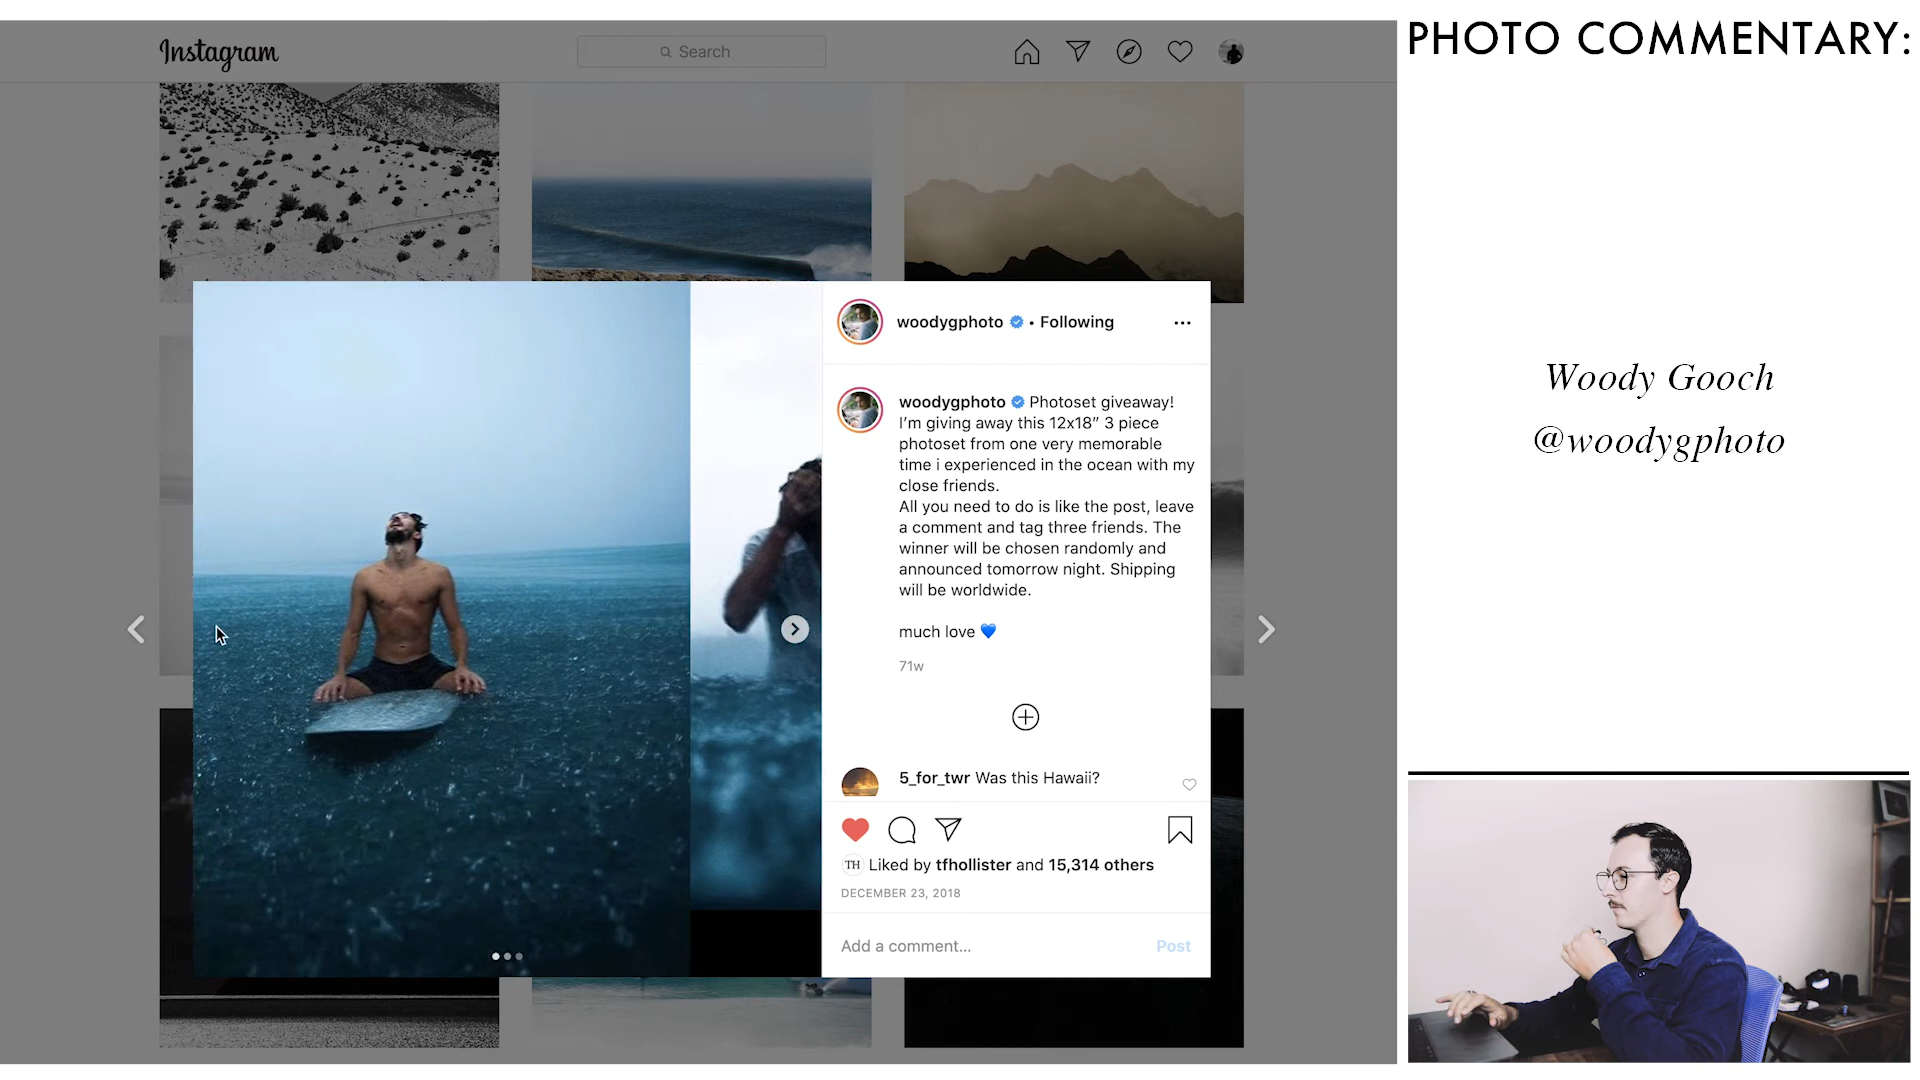 PHOTO COMMENTARY:
Instagram
Search
woodygphoto • Following
woodygphoto Photoset giveaway!
I'm giving away this 12x18” 3 piece
photoset from one very memorable
time i experienced in the ocean with my
close friends.
All you need to do is like the post, leave
a comment and tag three friends. The
winner will be chosen randomly and
announced tomorrow night. Shipping
will be worldwide.
much love 💙
71w
5_for_twr Was this Hawaii?
TH Liked by tfhollister and 15,314 others
DECEMBER 23, 2018
Add a comment...
Post
Woody Gooch
@woodygphoto